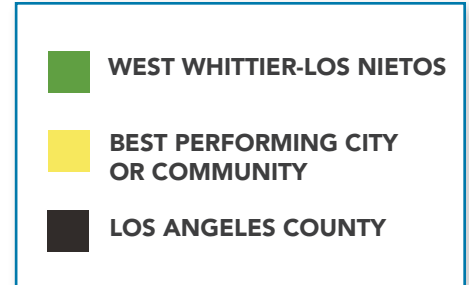 WEST WHITTIER-LOS NIETOS
BEST PERFORMING CITY
OR COMMUNITY
LOS ANGELES COUNTY